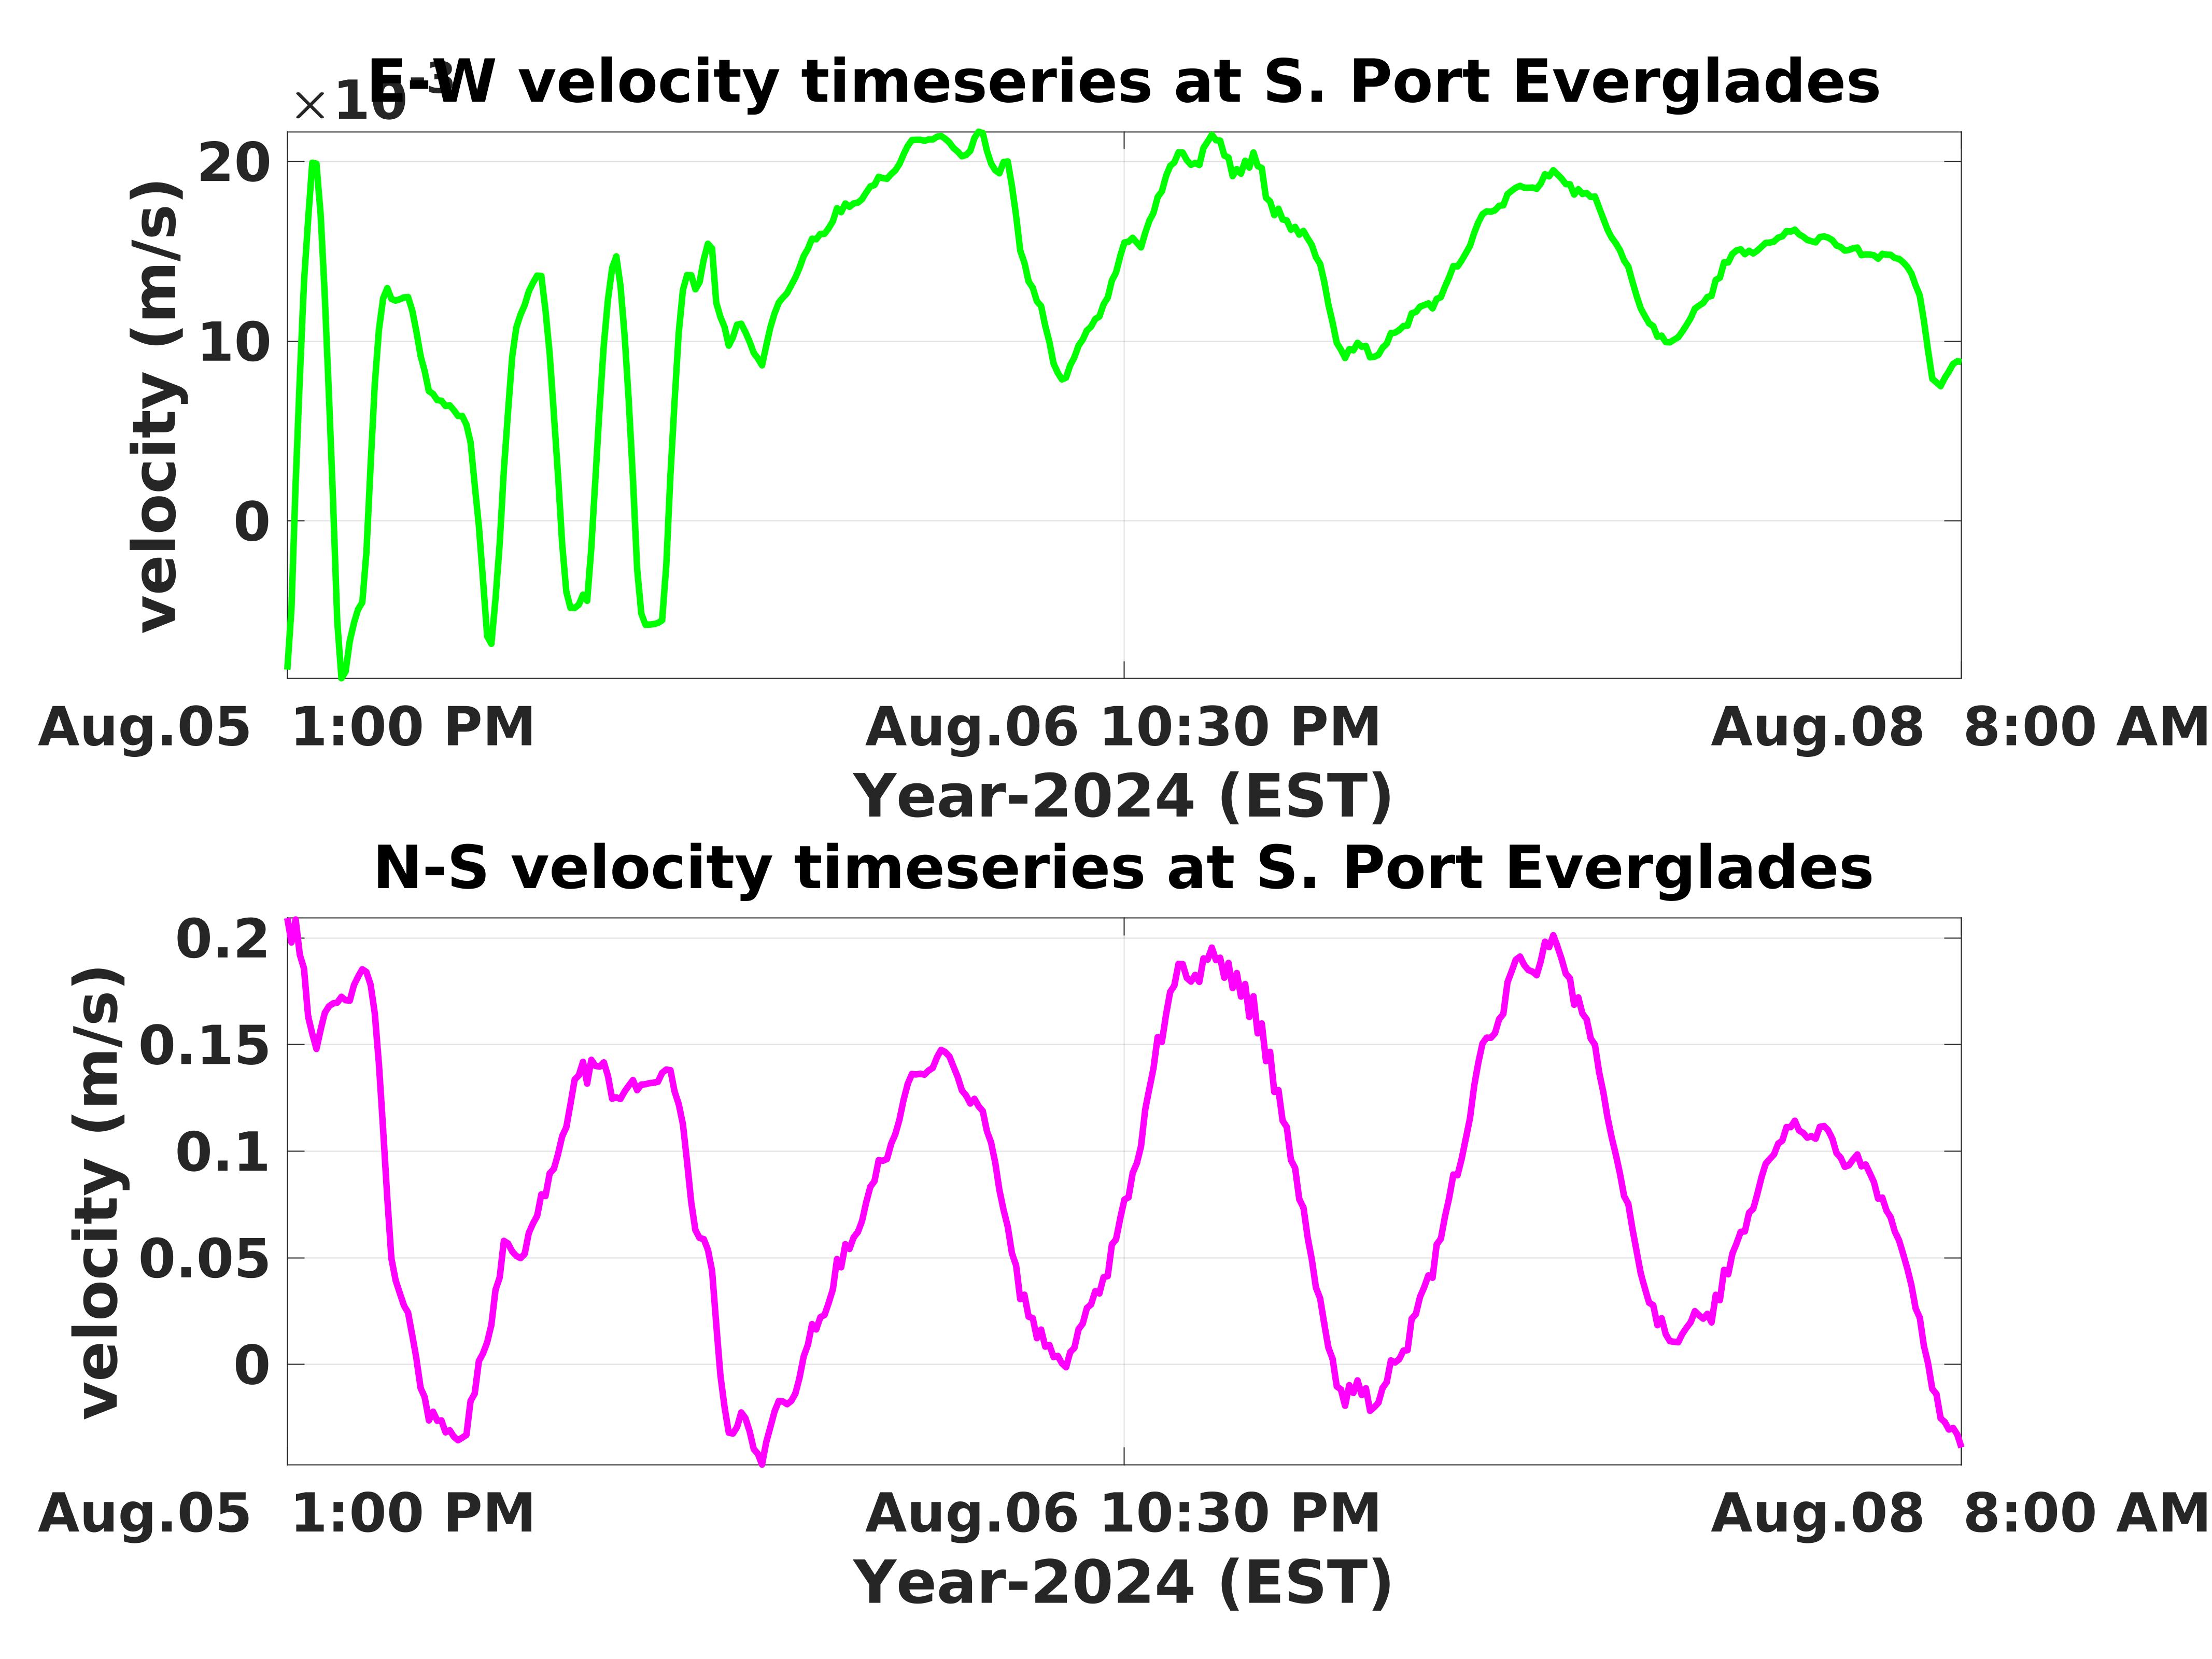 ×10-3
E-W velocity timeseries at S. Port Everglades
velocity (m/s)
20
10
0
Aug.05  1:00 PM
Aug.06 10:30 PM
Aug.08  8:00 AM
Year-2024 (EST)
N-S velocity timeseries at S. Port Everglades
velocity (m/s)
0.2
0.15
0.1
0.05
0
Aug.05  1:00 PM
Aug.06 10:30 PM
Aug.08  8:00 AM
Year-2024 (EST)